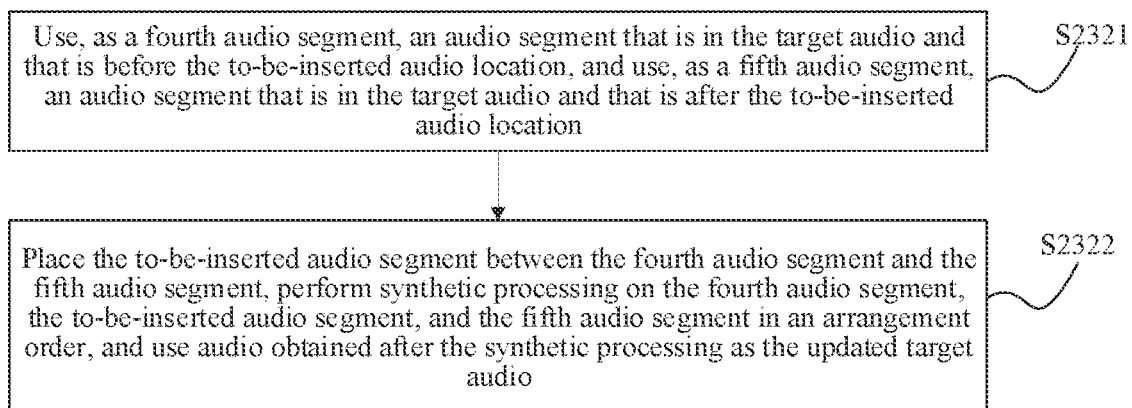 Use, as a fourth audio segment, an audio segment that is in the target audio and
that is before the to-be-inserted audio location, and use, as a fifth audio segment,
an audio segment that is in the target audio and that is after the to-be-inserted
audio location
S2321
Place the to-be-inserted audio segment between the fourth audio segment and the
fifth audio segment, perform synthetic processing on the fourth audio segment,
the to-be-inserted audio segment, and the fifth audio segment in an arrangement
order, and use audio obtained after the synthetic processing as the updated target
audio
S2322